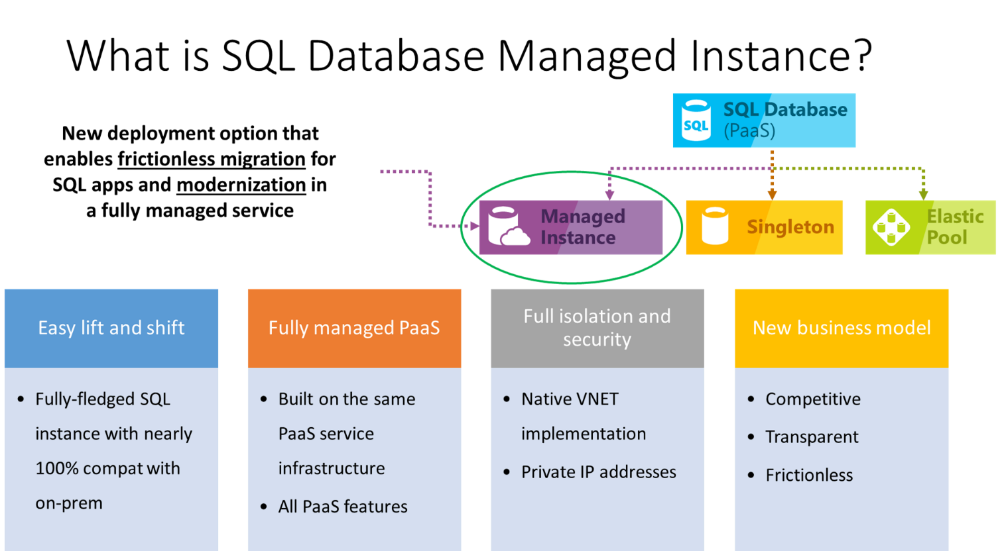 What is SQL Database Managed Instance?
New deployment option that
enables frictionless migration for
SQL apps and modernization in
a fully managed service
SQL
SQL Database
(PaaS)
Managed
Instance
Singleton
Elastic
Pool
Easy lift and shift
• Fully-fledged SQL
instance with nearly
100% compat with
on-prem
Fully managed PaaS
• Built on the same
PaaS service
infrastructure
• All PaaS features
Full isolation and
security
• Native VNET
implementation
• Private IP addresses
New business model
• Competitive
• Transparent
• Frictionless